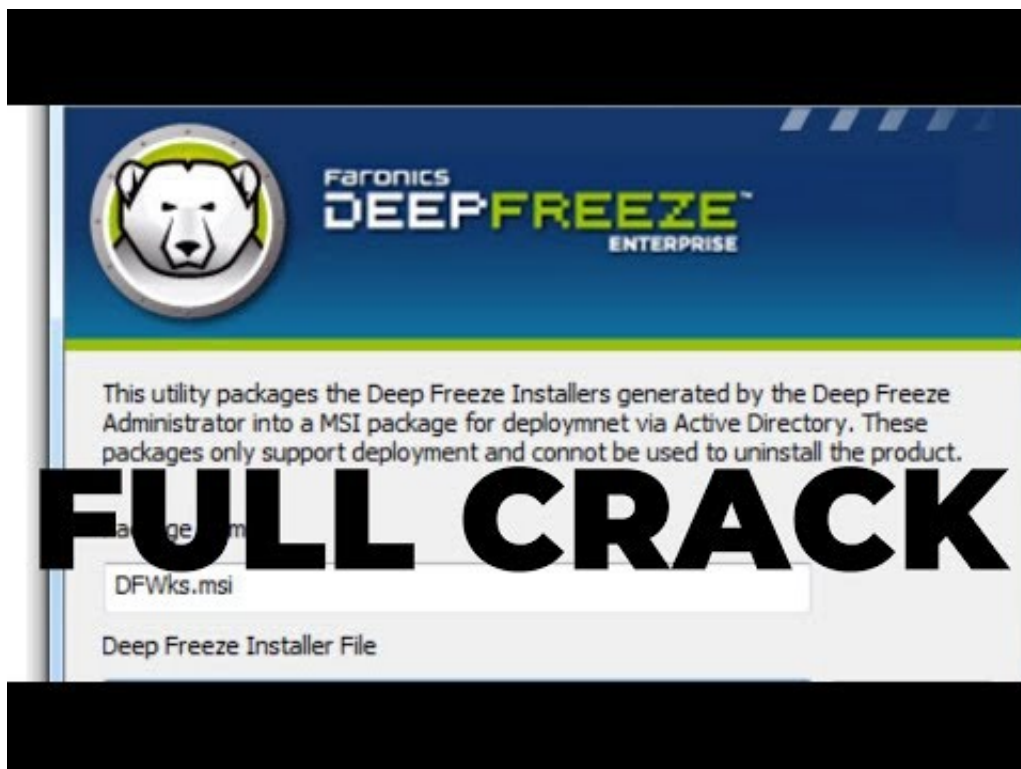 Faronics
DEEPFREEZE™
ENTERPRISE
This utility packages the Deep Freeze Installers generated by the Deep Freeze
Administrator into a MSI package for deploymnet via Active Directory. These
packages only support deployment and connot be used to uninstall the product.
FULL CRACK
DFWks.msi
Deep Freeze Installer File